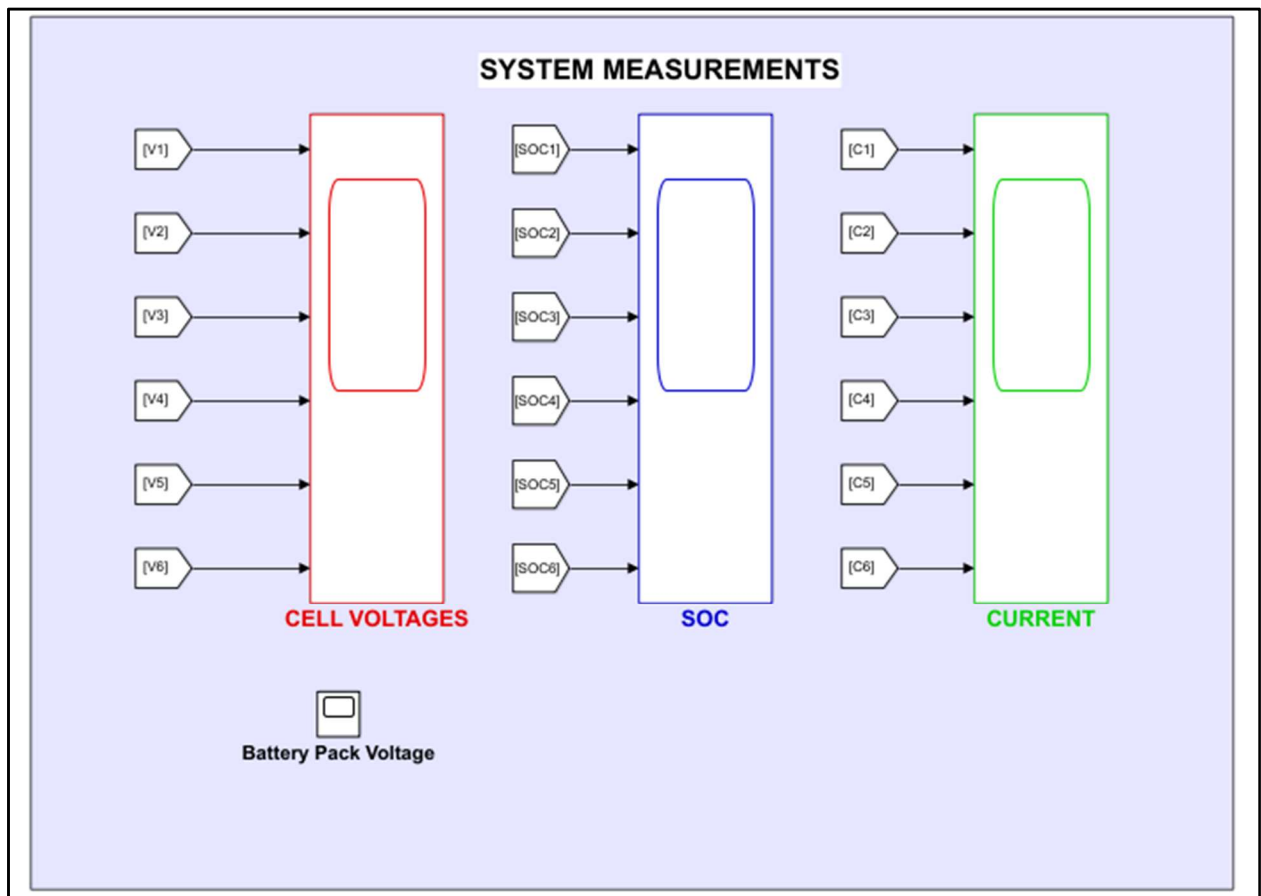 SYSTEM MEASUREMENTS
[V1]
[V2]
[V3]
[V4]
[V5]
[V6]
CELL VOLTAGES
[SOC1]
[SOC2]
[SOC3]
[SOC4]
[SOC5]
[SOC6]
SOC
[C1]
[C2]
[C3]
[C4]
[C5]
[C6]
CURRENT
Battery Pack Voltage